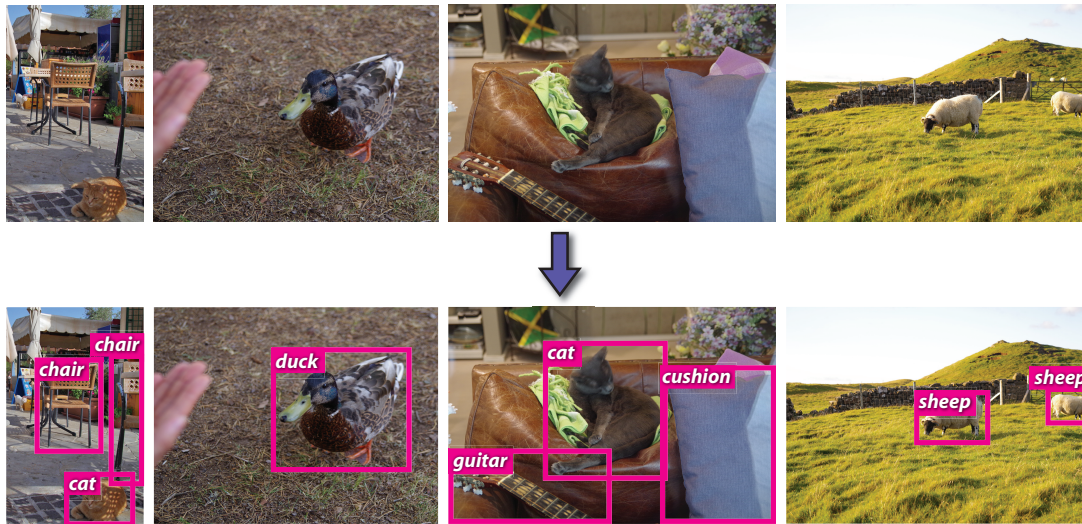 chair
chair
cat
duck
cat
cushion
guitar
sheep
sheep